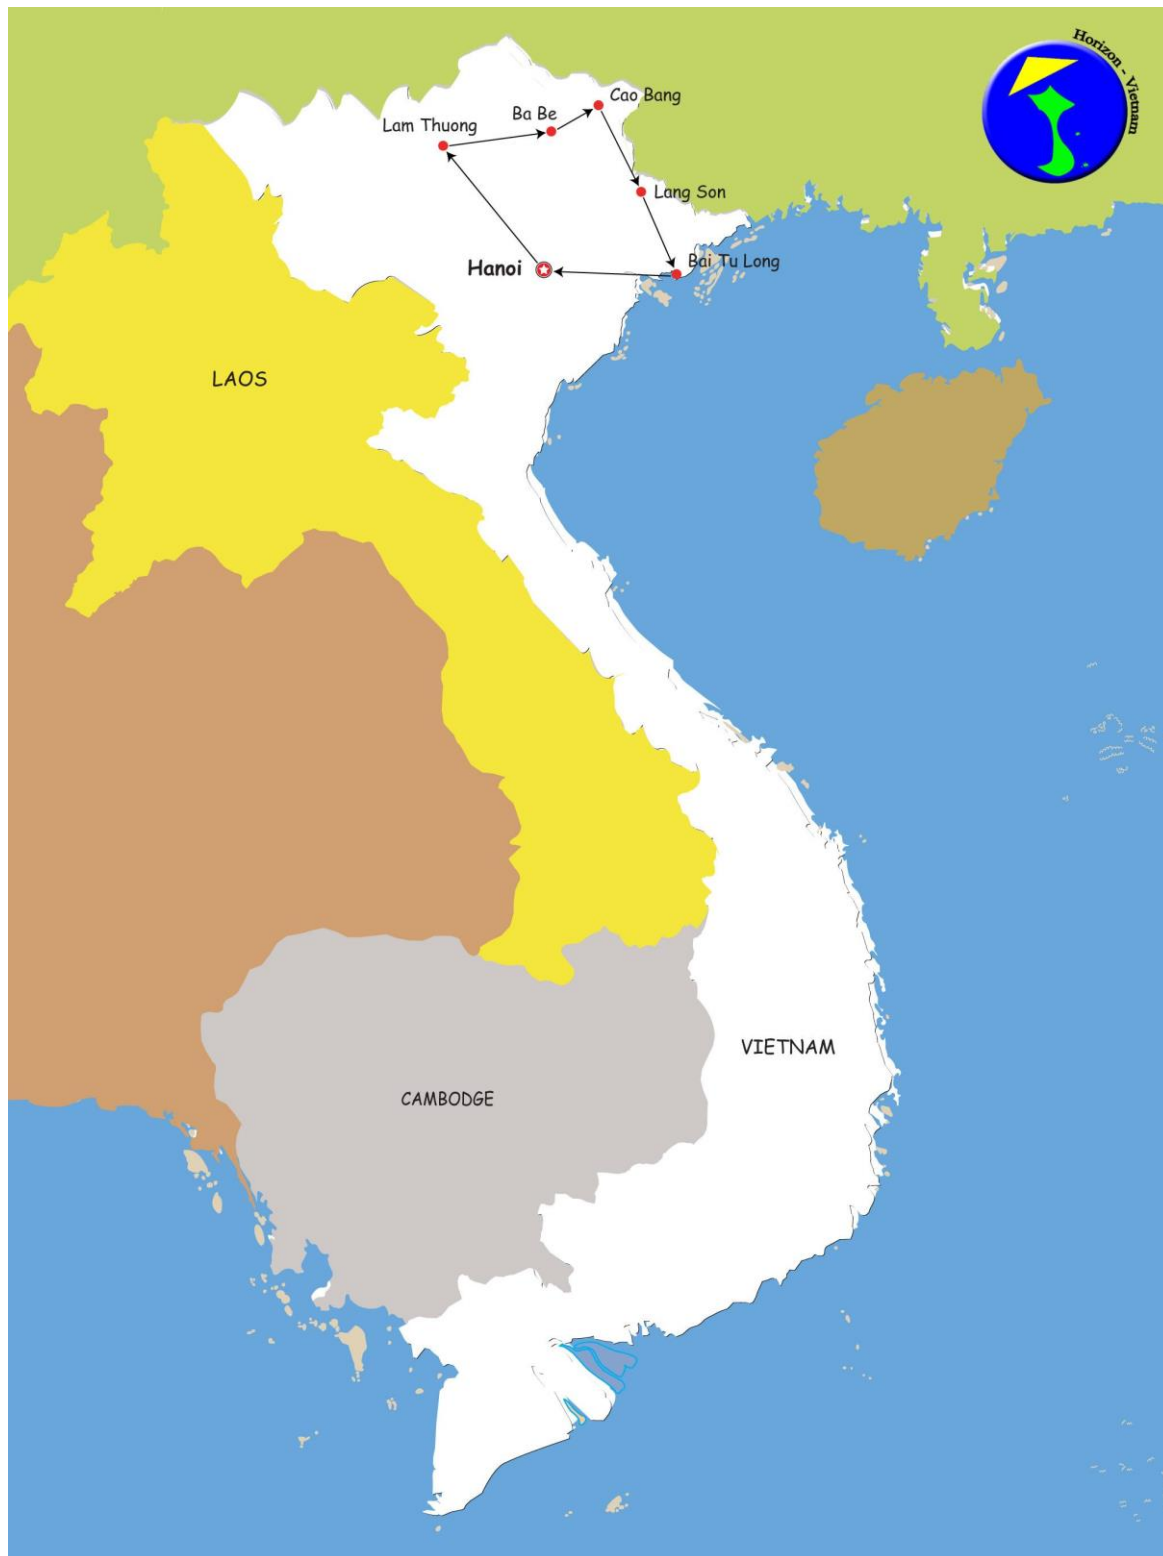 Horizon - Vietnam
Cao Bang
Ba Be
Lam Thuong
Lang Son
Bai Tu Long
Hanoi
LAOS
VIETNAM
CAMBODGE